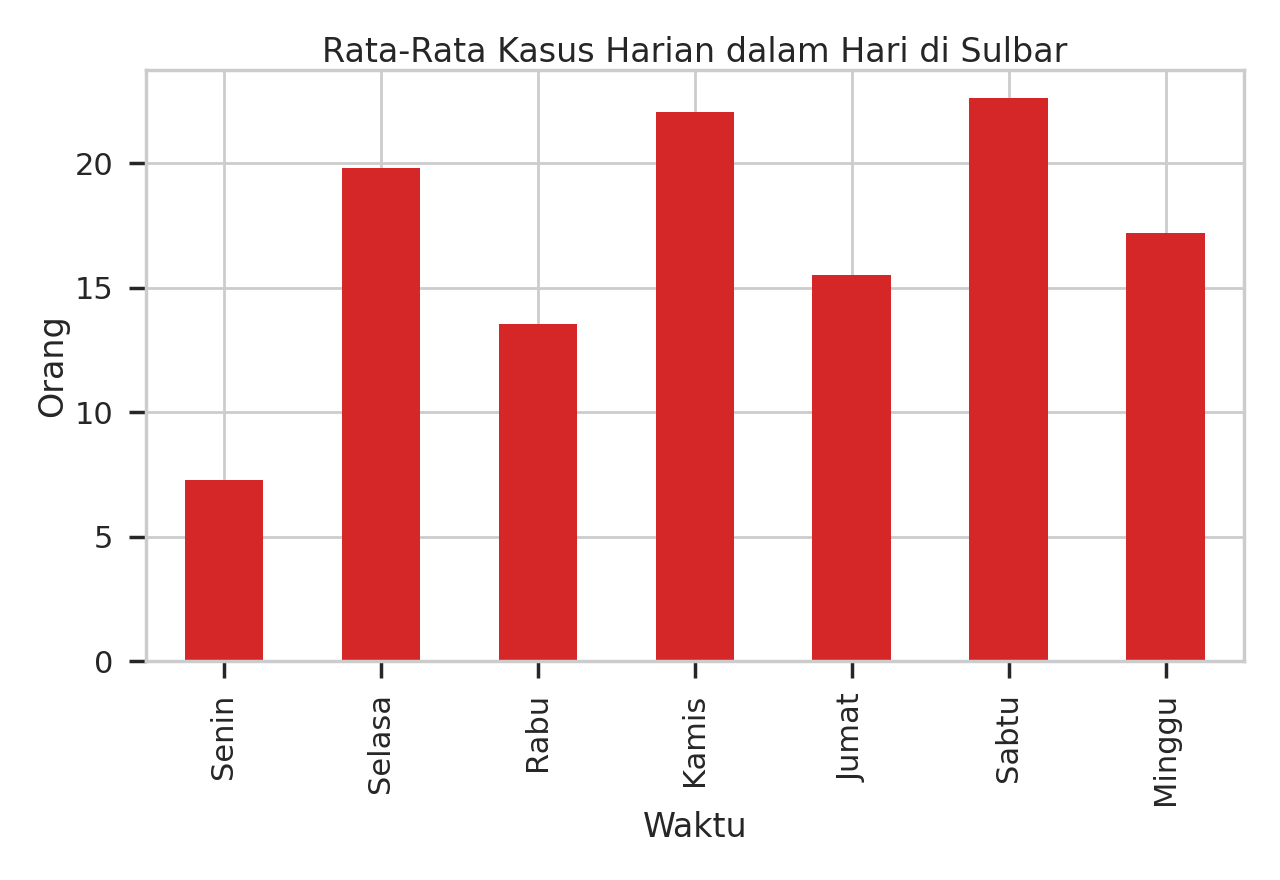 Rata-Rata Kasus Harian dalam Hari di Sulbar
Orang
20
15
10
5
0
Senin
Selasa
Rabu
Kamis
Jumat
Sabtu
Minggu
Waktu